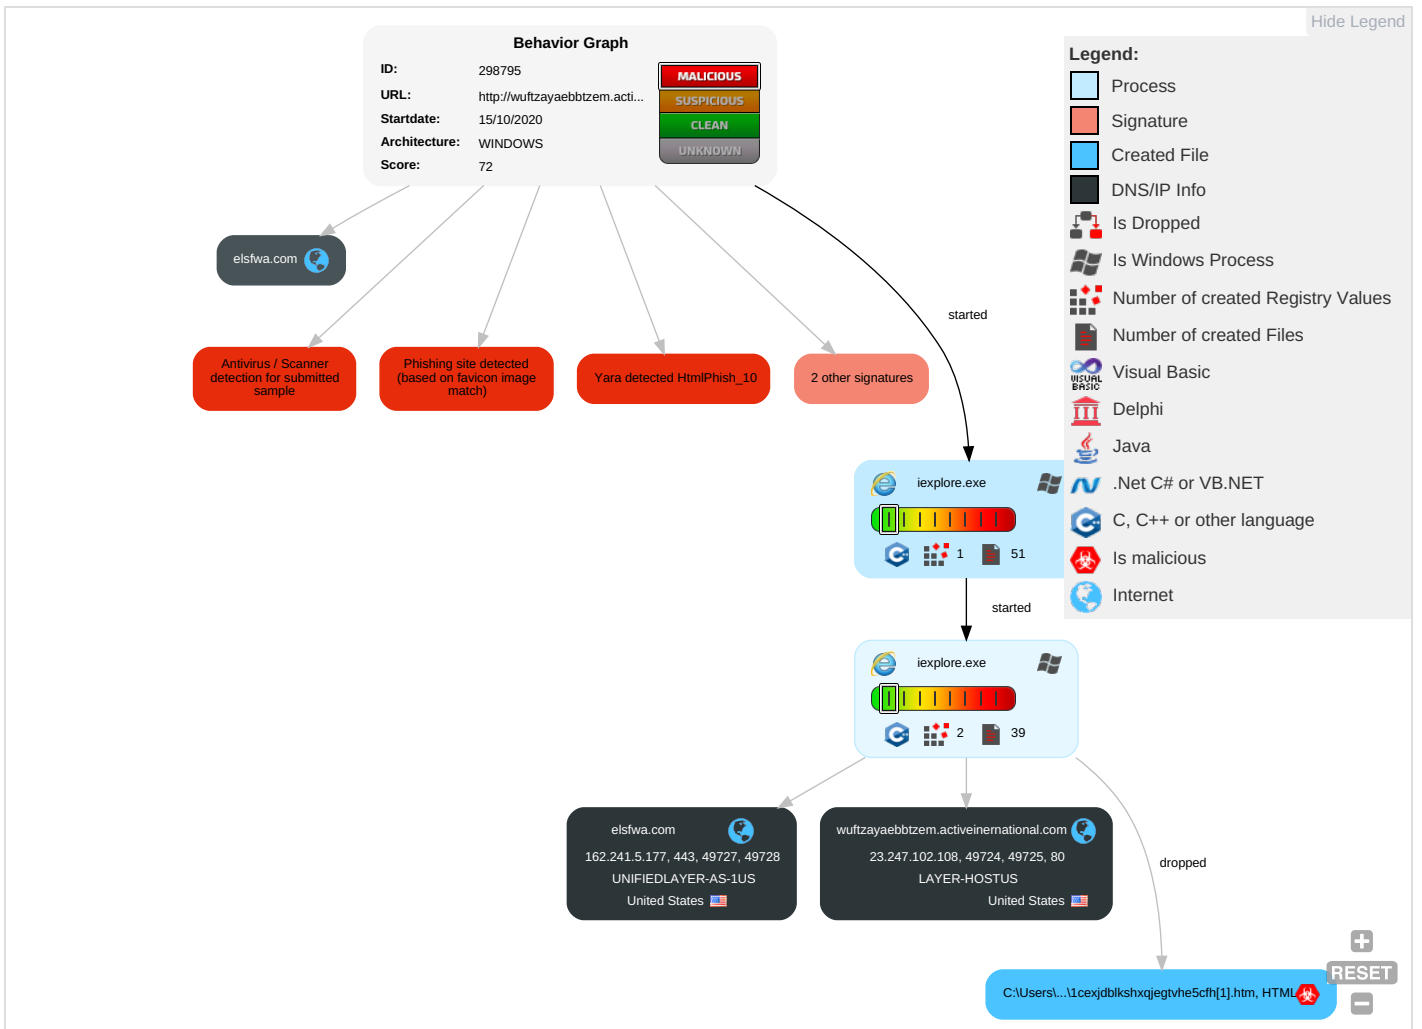 Hide Legend
Behavior Graph
ID: 298795
URL: http://wuftzayaebbtzem.acti...
Startdate: 15/10/2020
Architecture: WINDOWS
Score: 72
MALICIOUS
SUSPICIOUS
CLEAN
UNKNOWN
Legend:
Process
Signature
Created File
DNS/IP Info
Is Dropped
Is Windows Process
Number of created Registry Values
Number of created Files
VISUAL
BASIC
Visual Basic
Delphi
Java
.Net C# or VB.NET
C, C++ or other language
Is malicious
Internet
elsfwa.com
started
Antivirus / Scanner
detection for submitted
sample
Phishing site detected
(based on favicon image
match)
Yara detected HtmlPhish_10
2 other signatures
iexplore.exe
1 51
started
iexplore.exe
2 39
elsfwa.com
162.241.5.177, 443, 49727, 49728
UNIFIEDLAYER-AS-1US
United States
wuftzayaebbtzem.activeinernational.com
23.247.102.108, 49724, 49725, 80
LAYER-HOSTUS
United States
dropped
C:\Users\...\1cexjdblkshxqjegtvhe5cfh[1].htm, HTML
RESET